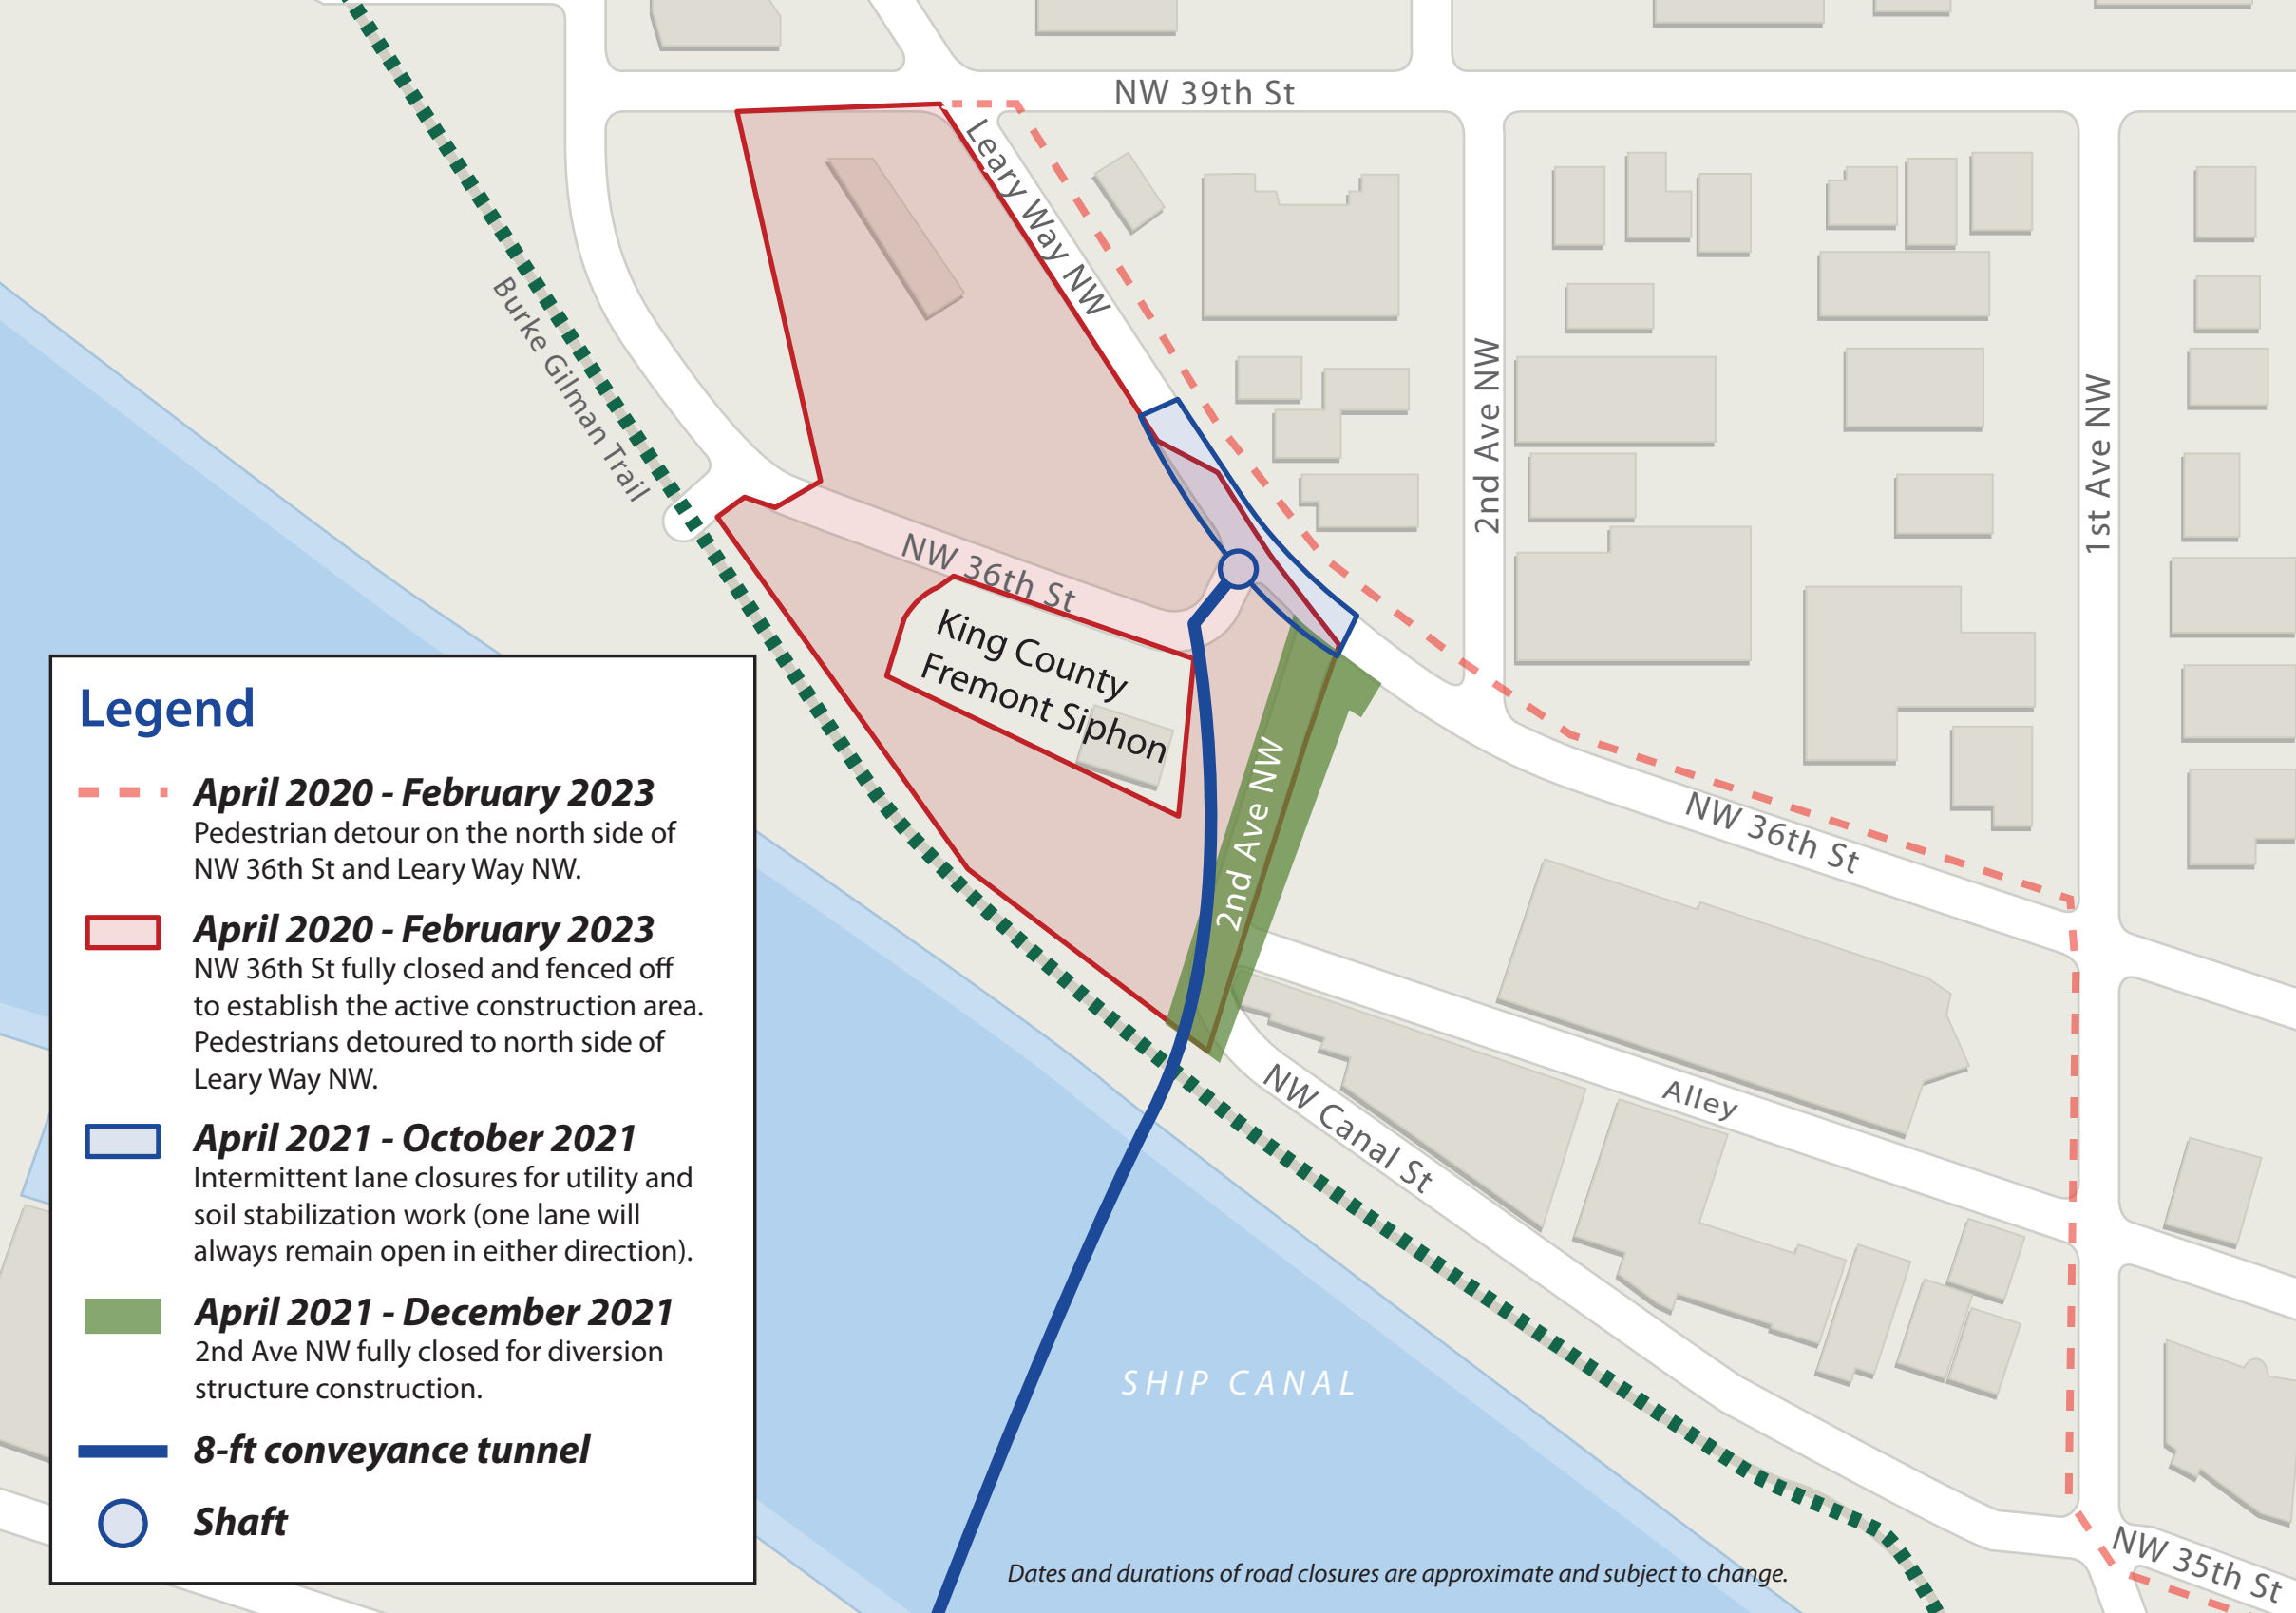 NW 39th St
Leary Way NW
Burke Gilman Trail
2nd Ave NW
1st Ave NW
NW 36th St
King County
Fremont Siphon
2nd Ave NW
NW 36th St
Alley
NW Canal St
NW 35th St
SHIP CANAL
Legend
April 2020 - February 2023
Pedestrian detour on the north side of
NW 36th St and Leary Way NW.
April 2020 - February 2023
NW 36th St fully closed and fenced off
to establish the active construction area.
Pedestrians detoured to north side of
Leary Way NW.
April 2021 - October 2021
Intermittent lane closures for utility and
soil stabilization work (one lane will
always remain open in either direction).
April 2021 - December 2021
2nd Ave NW fully closed for diversion
structure construction.
8-ft conveyance tunnel
Shaft
Dates and durations of road closures are approximate and subject to change.